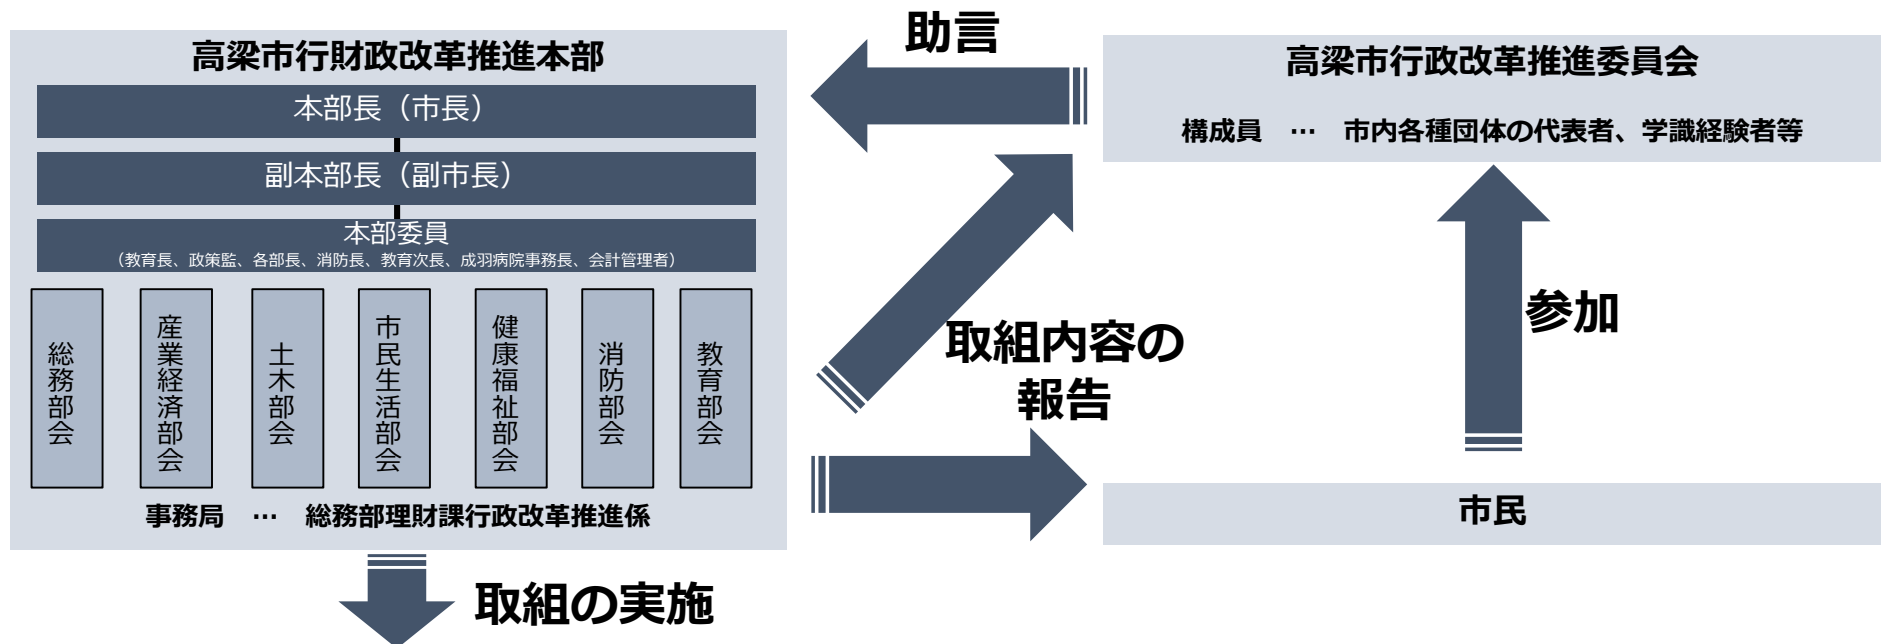 高梁市行財政改革推進本部
本部長（市長）
副本部長（副市長）
本部委員
（教育長、政策監、各部長、消防長、教育次長、成羽病院事務長、会計管理者）
総務部会
産業経済部会
土木部会
市民生活部会
健康福祉部会
消防部会
教育部会
事務局　…　総務部理財課行政改革推進係
助言
高梁市行政改革推進委員会
構成員　…　市内各種団体の代表者、学識経験者等
取組内容の
報告
参加
市民
取組の実施